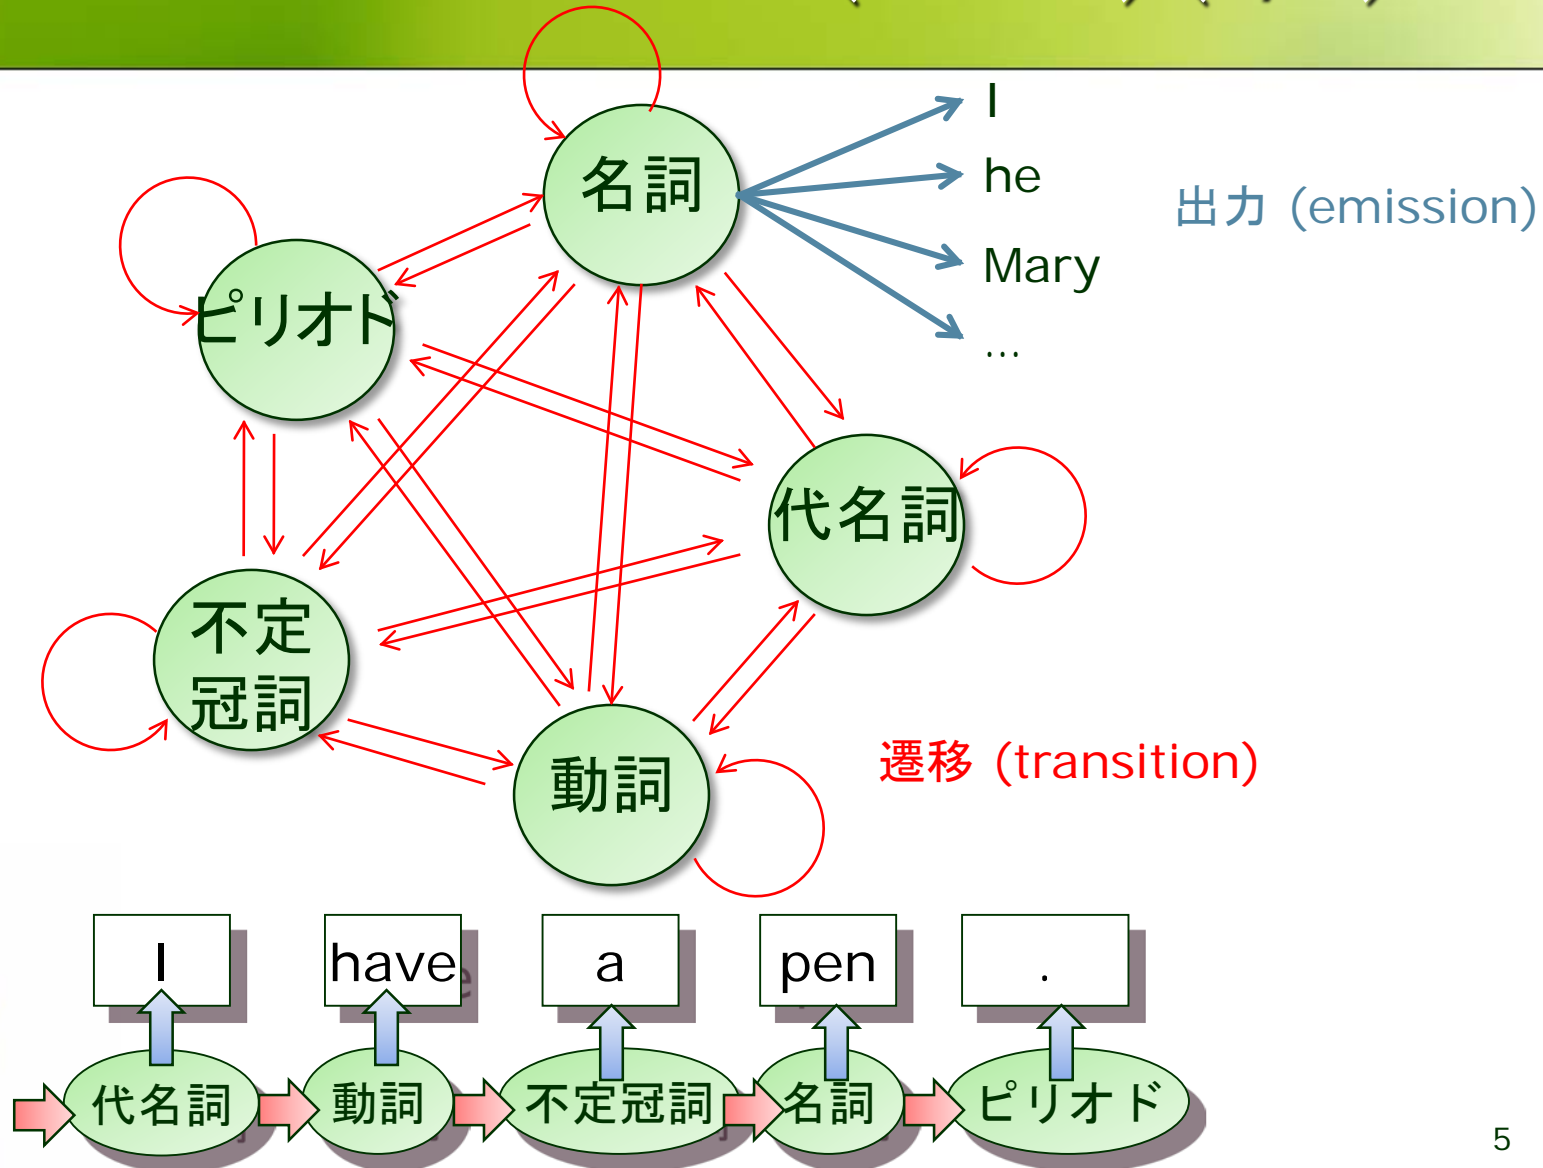 名詞
I
he
Mary
...
出力 (emission)
ピリオド
代名詞
不定
冠詞
動詞
遷移 (transition)
I
have
a
pen
.
代名詞
動詞
不定冠詞
名詞
ピリオド
5